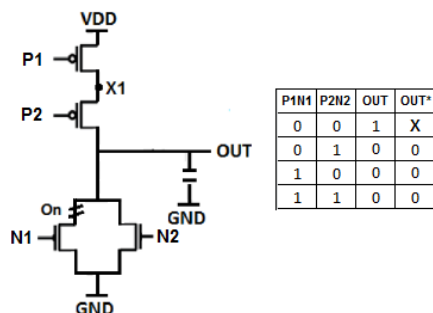 VDD
P1
X1
P2
OUT
On
GND
N1
N2
GND
P1N1 P2N2 OUT OUT*
0 0 1 X
0 1 0 0
1 0 0 0
1 1 0 0